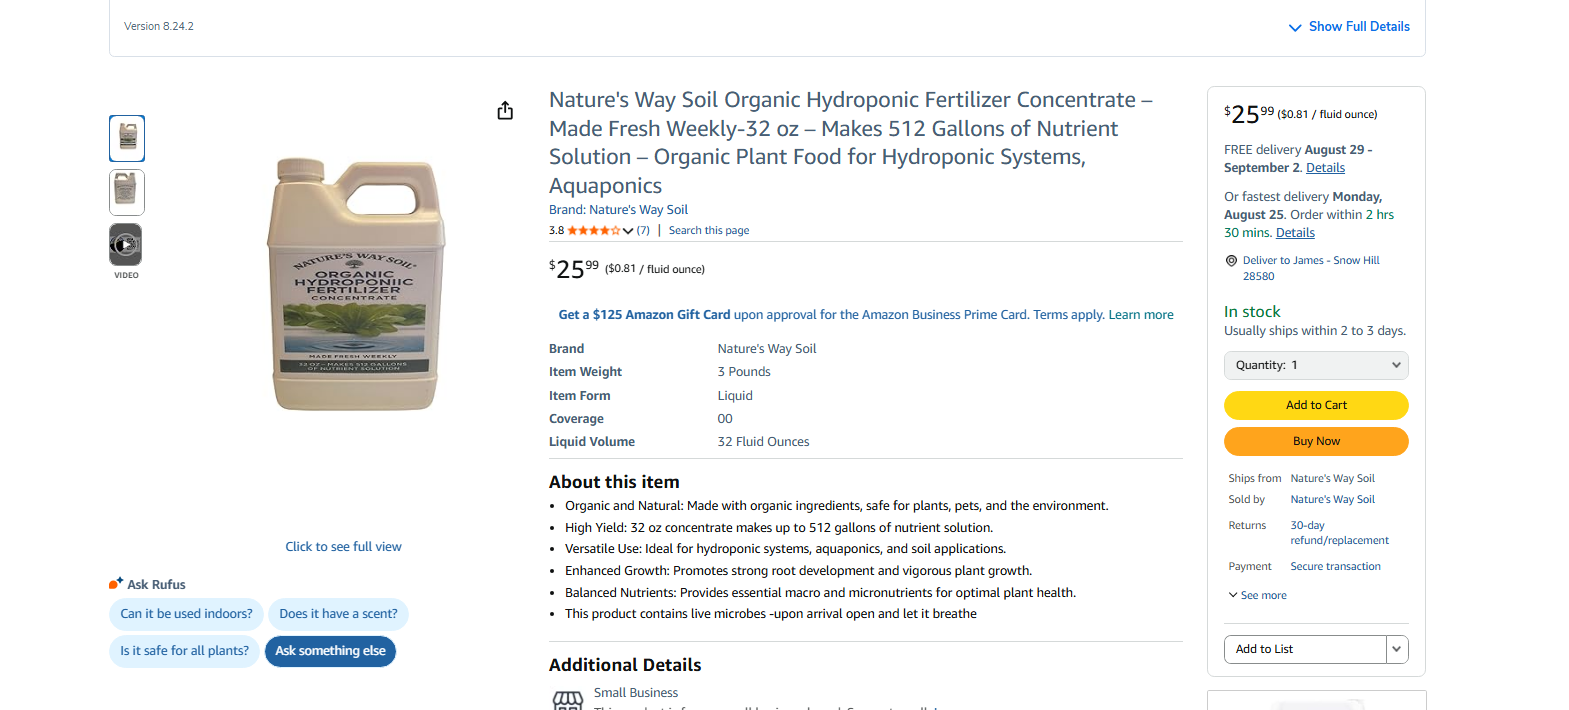 Version 8.24.2
Show Full Details
Nature's Way Soil Organic Hydroponic Fertilizer Concentrate –
Made Fresh Weekly-32 oz – Makes 512 Gallons of Nutrient
Solution – Organic Plant Food for Hydroponic Systems,
Aquaponics
Brand: Nature's Way Soil
3.8 (7) | Search this page
$25 99 ($0.81 / fluid ounce)
Get a $125 Amazon Gift Card upon approval for the Amazon Business Prime Card. Terms apply. Learn more
Brand Nature's Way Soil
Item Weight 3 Pounds
Item Form Liquid
Coverage 00
Liquid Volume 32 Fluid Ounces
About this item
• Organic and Natural: Made with organic ingredients, safe for plants, pets, and the environment.
• High Yield: 32 oz concentrate makes up to 512 gallons of nutrient solution.
• Versatile Use: Ideal for hydroponic systems, aquaponics, and soil applications.
• Enhanced Growth: Promotes strong root development and vigorous plant growth.
• Balanced Nutrients: Provides essential macro and micronutrients for optimal plant health.
• This product contains live microbes -upon arrival open and let it breathe
Additional Details
Small Business
VIDEO
NATURE'S WAY SOIL
ORGANIC
HYDROPONIIC
FERTILIZER
CONCENTRATE
MADE FRESH WEEKLY
32 OZ – MAKES 512 GALLONS
OF NUTRIENT SOLUTION
Click to see full view
Ask Rufus
Can it be used indoors?
Does it have a scent?
Is it safe for all plants?
Ask something else
$25 99 ($0.81 / fluid ounce)
FREE delivery August 29 -
September 2. Details
Or fastest delivery Monday,
August 25. Order within 2 hrs
30 mins. Details
Deliver to James - Snow Hill
28580
In stock
Usually ships within 2 to 3 days.
Quantity: 1
Add to Cart
Buy Now
Ships from Nature's Way Soil
Sold by Nature's Way Soil
Returns 30-day
refund/replacement
Payment Secure transaction
See more
Add to List